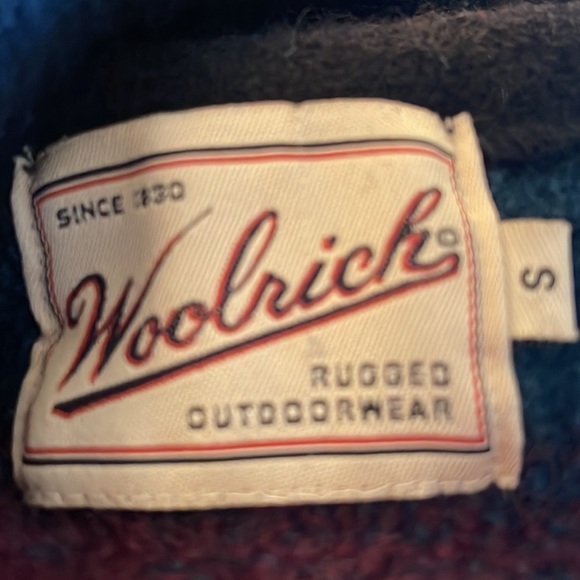 SINCE 1830
Woolrich®
RUGGED
OUTDOORWEAR
S